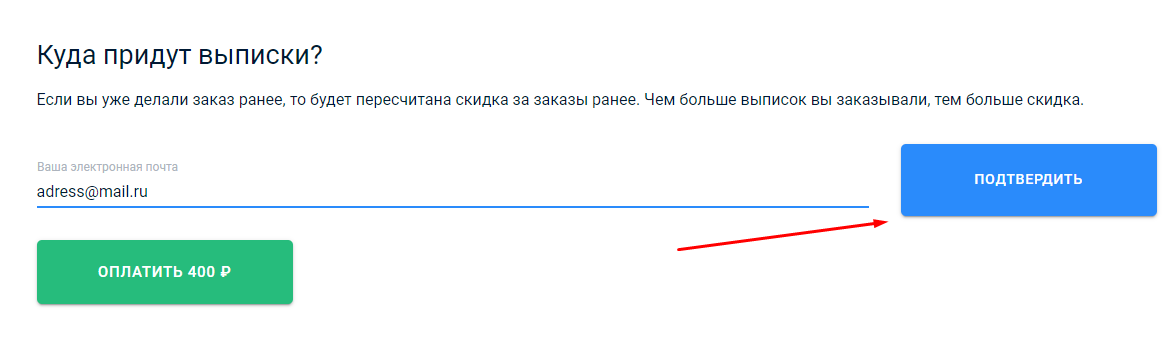 Куда придут выписки?
Если вы уже делали заказ ранее, то будет пересчитана скидка за заказы ранее. Чем больше выписок вы заказывали, тем больше скидка.
Ваша электронная почта
adress@mail.ru
ПОДТВЕРДИТЬ
ОПЛАТИТЬ 400 ₽